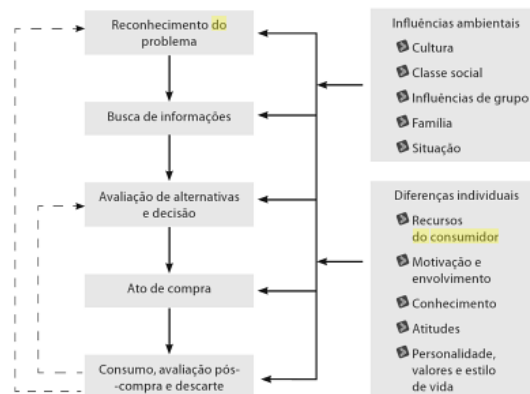 Reconhecimento do
problema
Busca de informações
Avaliação de alternativas
e decisão
Ato de compra
Consumo, avaliação pós-
-compra e descarte
Influências ambientais
Cultura
Classe social
Influências de grupo
Família
Situação
Diferenças individuais
Recursos
do consumidor
Motivação e
envolvimento
Conhecimento
Atitudes
Personalidade,
valores e estilo
de vida